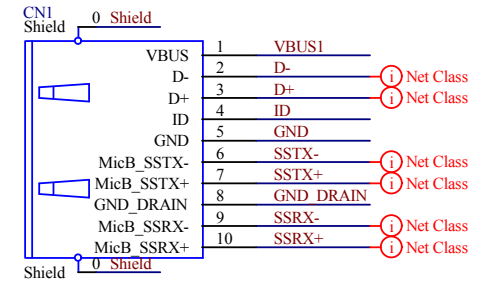 CN1
Shield 0 Shield
VBUS 1 VBUS1
D- 2 D- i Net Class
D+ 3 D+ i Net Class
ID 4 ID
GND 5 GND
MicB_SSTX- 6 SSTX- i Net Class
MicB_SSTX+ 7 SSTX+ i Net Class
GND_DRAIN 8 GND_DRAIN
MicB_SSRX- 9 SSRX- i Net Class
MicB_SSRX+ 10 SSRX+ i Net Class
Shield 0 Shield